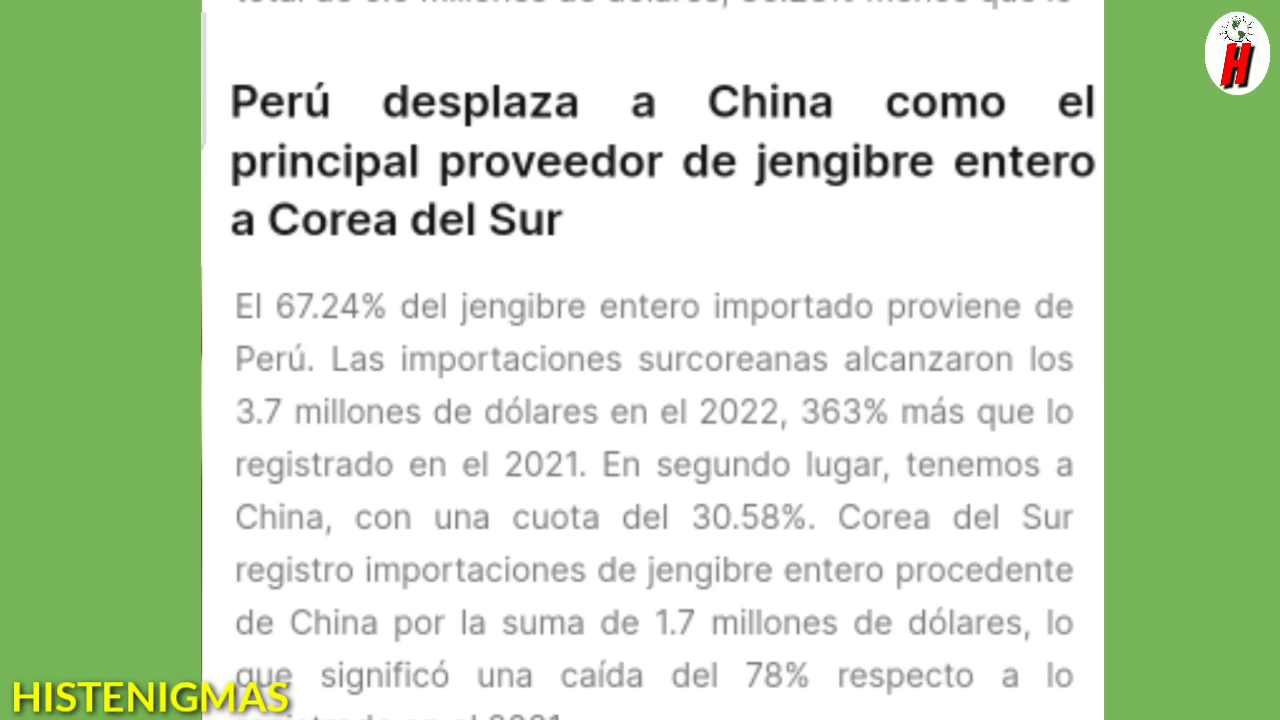 Perú desplaza a China como el
principal proveedor de jengibre entero
a Corea del Sur
El 67.24% del jengibre entero importado proviene de
Perú. Las importaciones surcoreanas alcanzaron los
3.7 millones de dólares en el 2022, 363% más que lo
registrado en el 2021. En segundo lugar, tenemos a
China, con una cuota del 30.58%. Corea del Sur
registro importaciones de jengibre entero procedente
de China por la suma de 1.7 millones de dólares, lo
que significó una caída del 78% respecto a lo
HISTENIGMAS
H